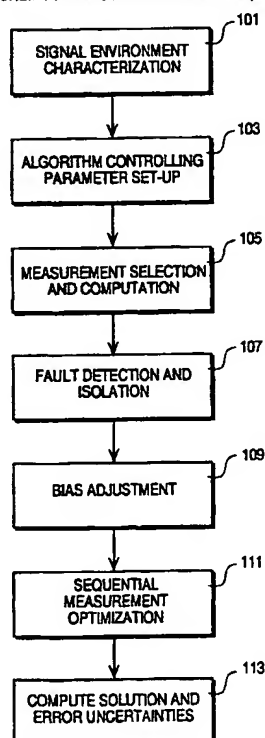 101
SIGNAL ENVIRONMENT
CHARACTERIZATION
103
ALGORITHM CONTROLLING
PARAMETER SET-UP
105
MEASUREMENT SELECTION
AND COMPUTATION
107
FAULT DETECTION AND
ISOLATION
109
BIAS ADJUSTMENT
111
SEQUENTIAL
MEASUREMENT
OPTIMIZATION
113
COMPUTE SOLUTION AND
ERROR UNCERTAINTIES